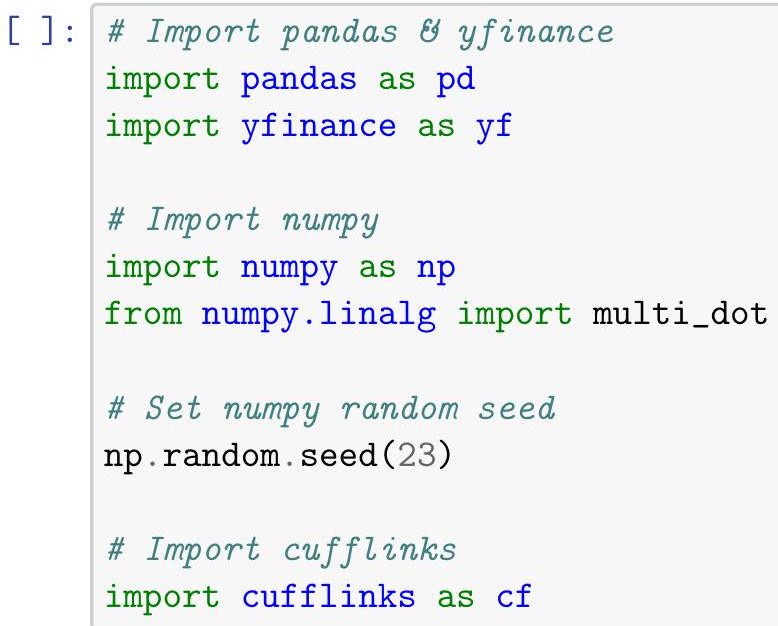 [ ]: # Import pandas & yfinance
import pandas as pd
import yfinance as yf
# Import numpy
import numpy as np
from numpy.linalg import multi_dot
# Set numpy random seed
np.random.seed(23)
# Import cufflinks
import cufflinks as cf